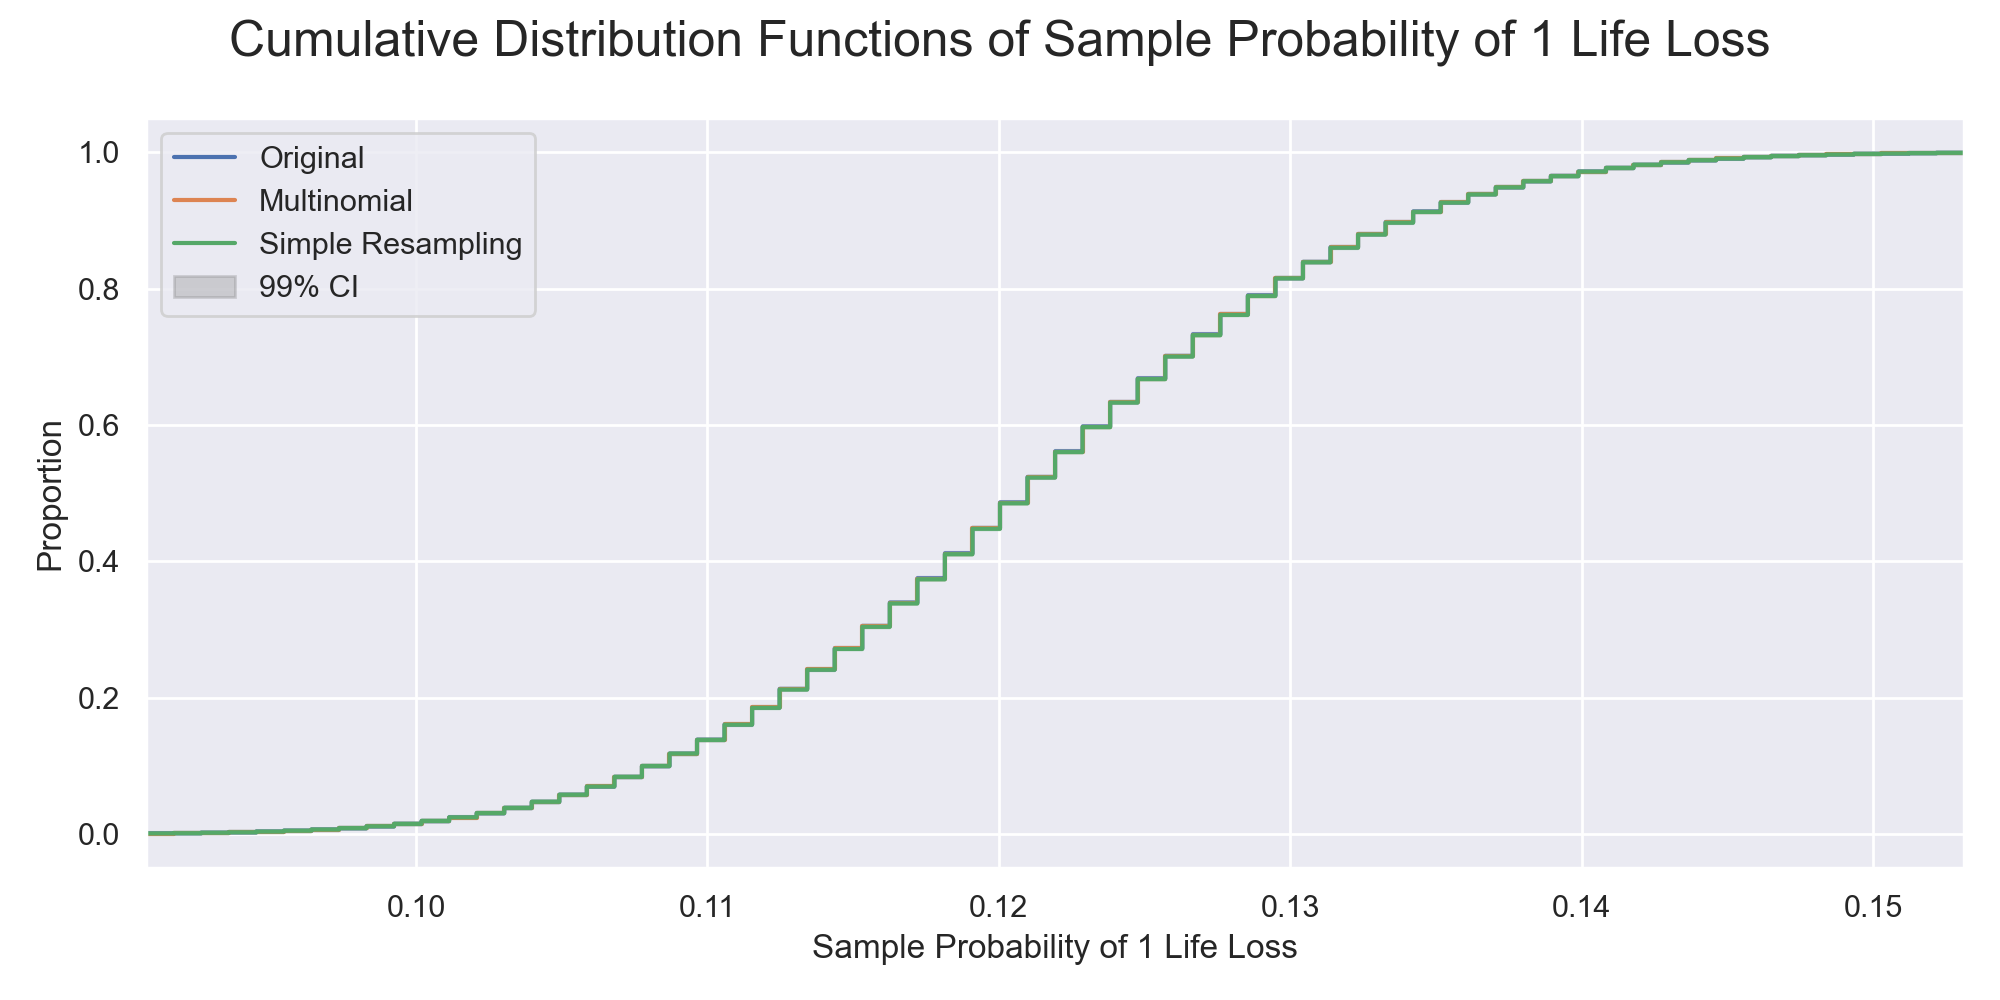 Cumulative Distribution Functions of Sample Probability of 1 Life Loss
Original
Multinomial
Simple Resampling
99% CI
Proportion
1.0
0.8
0.6
0.4
0.2
0.0
0.10 0.11 0.12 0.13 0.14 0.15
Sample Probability of 1 Life Loss